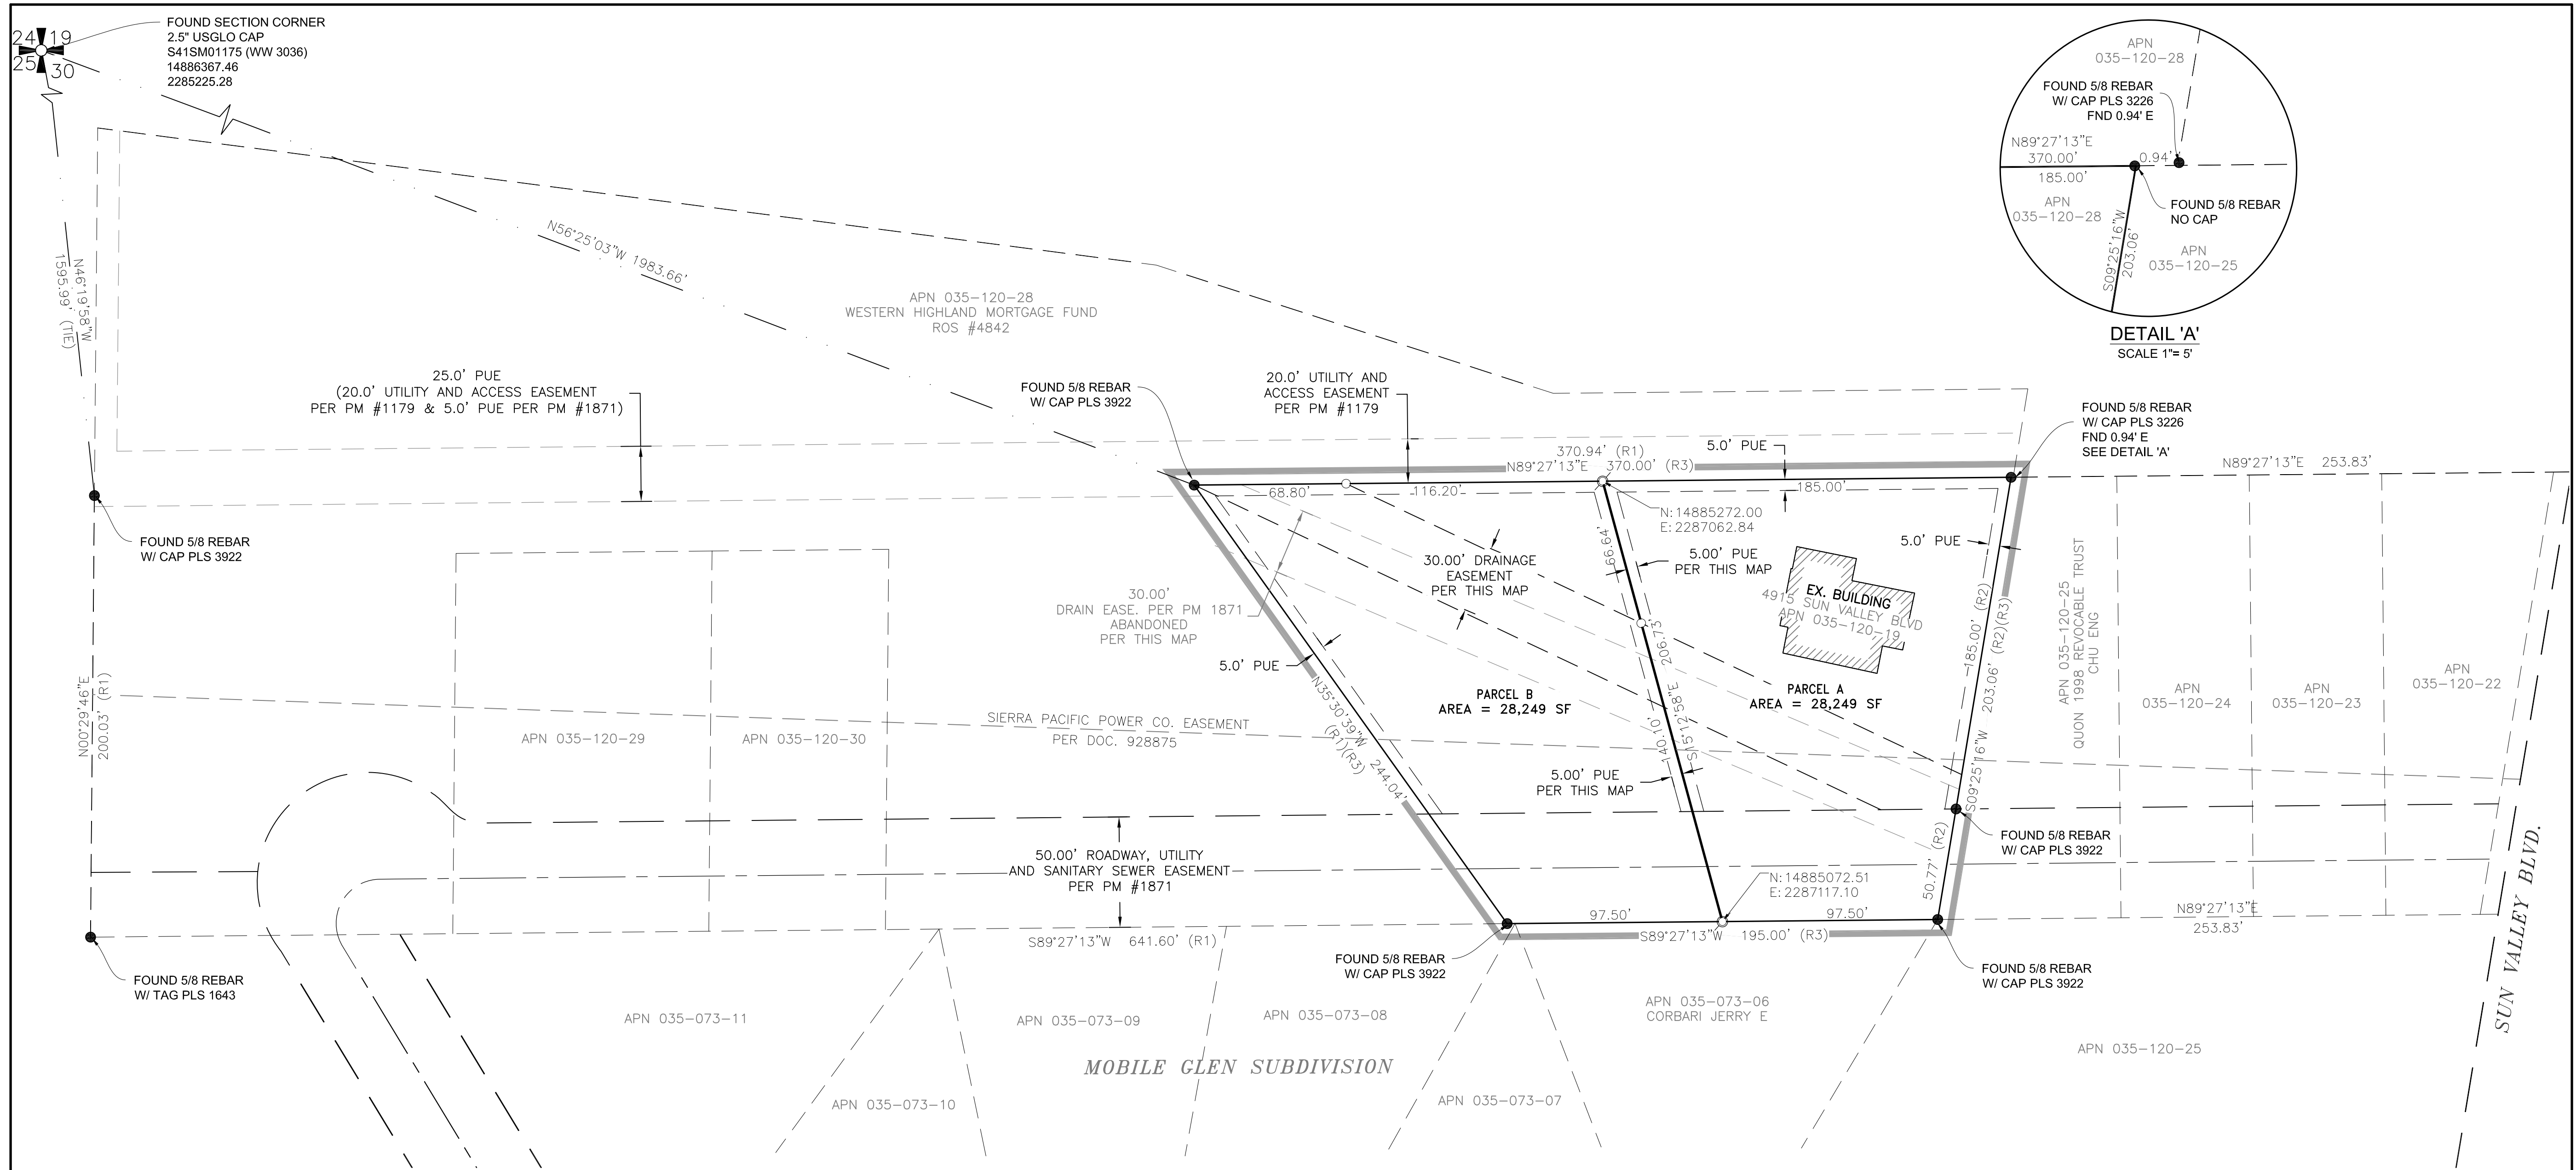 24 19
25 30
FOUND SECTION CORNER
2.5" USGLO CAP
S41SM01175 (WW 3036)
14886367.46
2285225.28
APN
035-120-28
FOUND 5/8 REBAR
W/ CAP PLS 3226
FND 0.94' E
N89°27'13"E
370.00'
0.94'
185.00'
APN
035-120-28
FOUND 5/8 REBAR
NO CAP
S09°25'16"W
203.06'
APN
035-120-25
DETAIL 'A'
SCALE 1"= 5'
N46°19'58"W
1595.99' (TIE)
N56°25'03"W 1983.66'
APN 035-120-28
WESTERN HIGHLAND MORTGAGE FUND
ROS #4842
25.0' PUE
(20.0' UTILITY AND ACCESS EASEMENT
PER PM #1179 & 5.0' PUE PER PM #1871)
FOUND 5/8 REBAR
W/ CAP PLS 3922
20.0' UTILITY AND
ACCESS EASEMENT
PER PM #1179
370.94' (R1)
N89°27'13"E 370.00' (R3)
5.0' PUE
FOUND 5/8 REBAR
W/ CAP PLS 3226
FND 0.94' E
SEE DETAIL 'A'
N89°27'13"E 253.83'
68.80'
116.20'
185.00'
N:14885272.00
E:2287062.84
FOUND 5/8 REBAR
W/ CAP PLS 3922
66.64'
5.00' PUE
PER THIS MAP
30.00' DRAINAGE
EASEMENT
PER THIS MAP
5.0' PUE
EX. BUILDING
4915 SUN VALLEY BLVD
APN 035-120-19
30.00'
DRAIN EASE. PER PM 1871
ABANDONED
PER THIS MAP
5.0' PUE
185.00' (R2)
S09°25'16"W 203.06' (R2)(R3)
APN 035-120-25
QUON 1998 REVOCABLE TRUST
CHU ENG
APN
035-120-24
APN
035-120-23
APN
035-120-22
N00°29'46"E
200.03' (R1)
N35°30'39"W 244.04'
(R1)(R3)
PARCEL B
AREA = 28,249 SF
PARCEL A
AREA = 28,249 SF
140.10'
S15°12'58"E 206.73'
SIERRA PACIFIC POWER CO. EASEMENT
PER DOC. 928875
APN 035-120-29
APN 035-120-30
5.00' PUE
PER THIS MAP
FOUND 5/8 REBAR
W/ CAP PLS 3922
50.77' (R2)
50.00' ROADWAY, UTILITY
AND SANITARY SEWER EASEMENT
PER PM #1871
N:14885072.51
E:2287117.10
97.50'
97.50'
N89°27'13"E
253.83'
S89°27'13"W 641.60' (R1)
S89°27'13"W 195.00' (R3)
FOUND 5/8 REBAR
W/ TAG PLS 1643
FOUND 5/8 REBAR
W/ CAP PLS 3922
FOUND 5/8 REBAR
W/ CAP PLS 3922
APN 035-073-11
APN 035-073-09
APN 035-073-08
APN 035-073-06
CORBARI JERRY E
APN 035-120-25
MOBILE GLEN SUBDIVISION
APN 035-073-10
APN 035-073-07
SUN VALLEY BLVD.